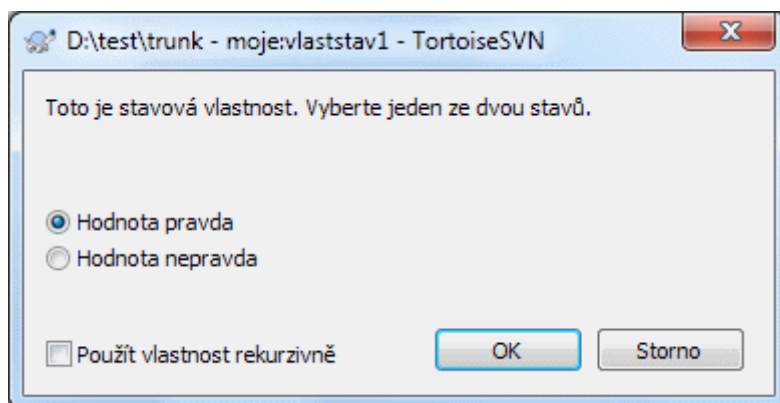 D:\test\trunk - moje:vlaststav1 - TortoiseSVN
Toto je stavová vlastnost. Vyberte jeden ze dvou stavů.
Hodnota pravda
Hodnota nepravda
Použít vlastnost rekurzivně
OK
Storno